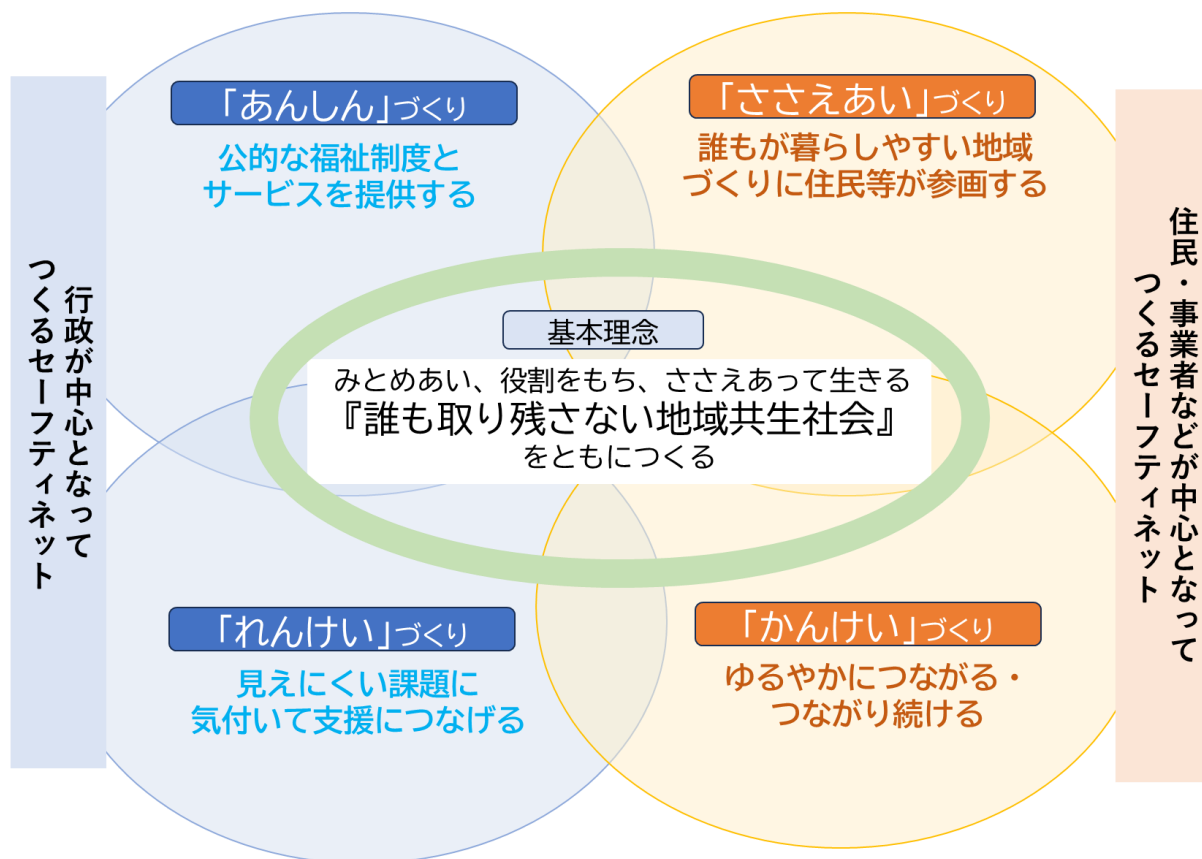 「あんしん」づくり
公的な福祉制度と
サービスを提供する
「ささえあい」づくり
誰もが暮らしやすい地域
づくりに住民等が参画する
行政が中心となって
つくるセーフティネット
住民・事業者などが中心となって
つくるセーフティネット
基本理念
みとめあい、役割をもち、ささえあって生きる
『誰も取り残さない地域共生社会』
をともにつくる
「れんけい」づくり
見えにくい課題に
気付いて支援につなげる
「かんけい」づくり
ゆるやかにつながる・
つながり続ける